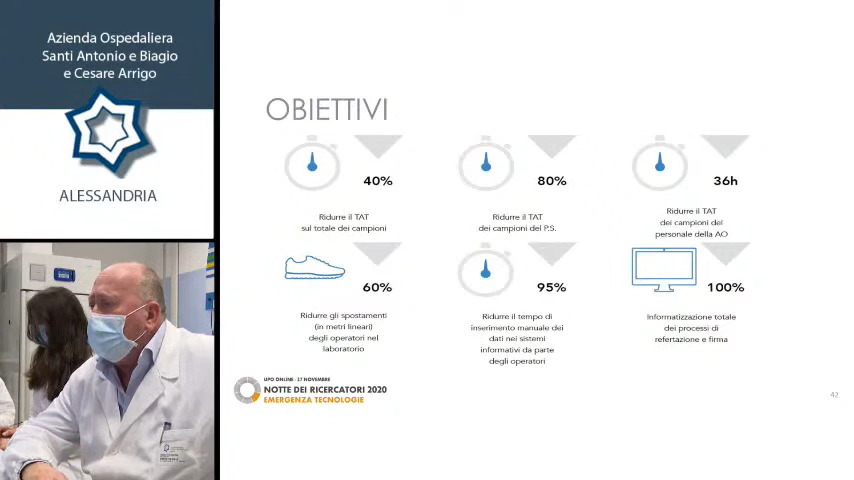 Azienda Ospedaliera
Santi Antonio e Biagio
e Cesare Arrigo
ALESSANDRIA
OBIETTIVI
40%
Ridurre il TAT
sul totale dei campioni
80%
Ridurre il TAT
dei campioni del P.S.
36h
Ridurre il TAT
dei campioni del
personale della AO
60%
Ridurre gli spostamenti
(in metri lineari)
degli operatori nel
laboratorio
95%
Ridurre il tempo di
inserimento manuale dei
dati nei sistemi
informativi da parte
degli operatori
100%
Informatizzazione totale
dei processi di
refertazione e firma
UPO ONLINE · 27 NOVEMBRE
NOTTE DEI RICERCATORI 2020
EMERGENZA TECNOLOGIE
42